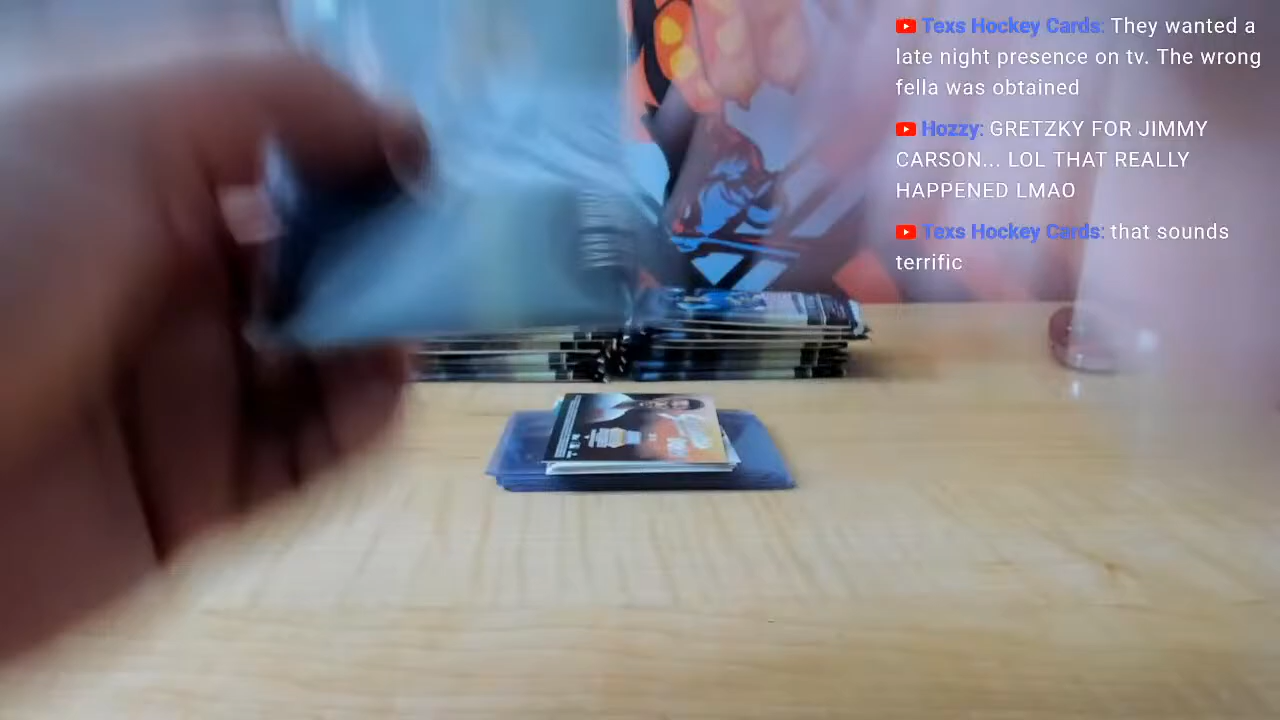 Texs Hockey Cards: They wanted a
late night presence on tv. The wrong
fella was obtained
Hozzy: GRETZKY FOR JIMMY
CARSON... LOL THAT REALLY
HAPPENED LMAO
Texs Hockey Cards: that sounds
terrific